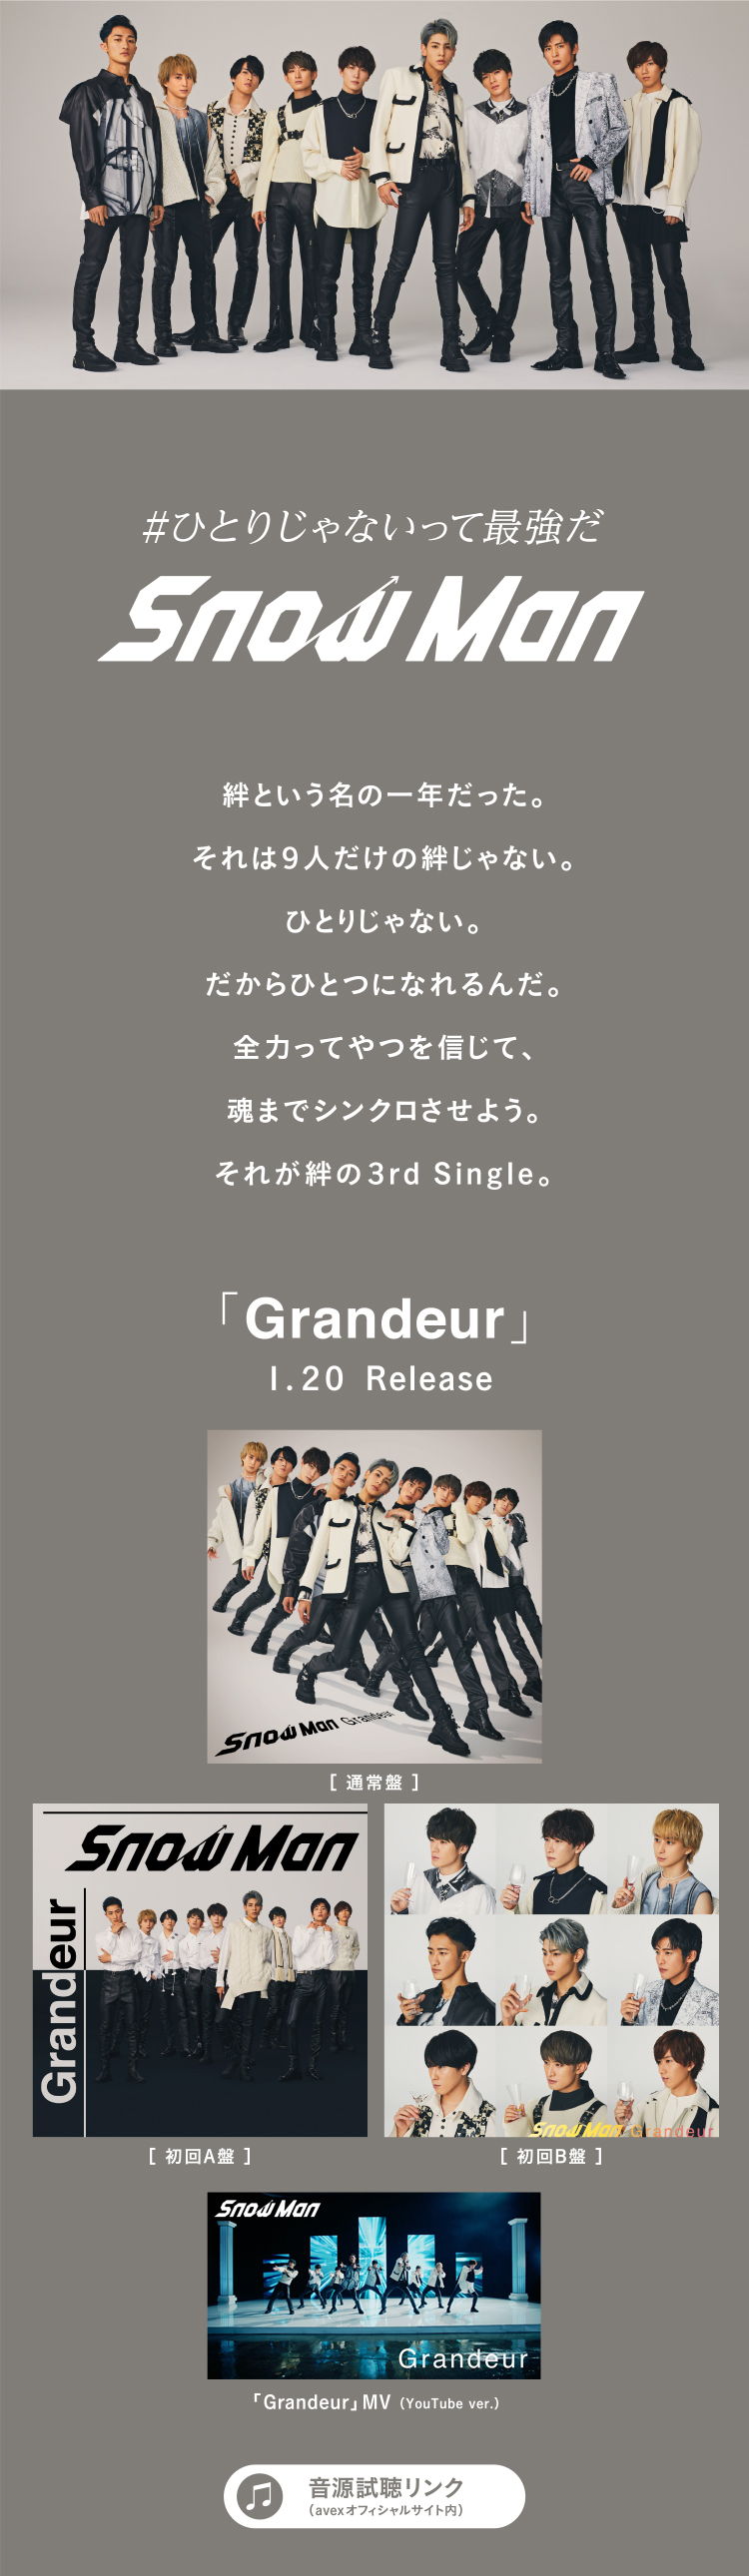 #ひとりじゃないって最強だ
Snow Man
絆という名の一年だった。
それは9人だけの絆じゃない。
ひとりじゃない。
だからひとつになれるんだ。
全力ってやつを信じて、
魂までシンクロさせよう。
それが絆の3rd Single。
「Grandeur」
1.20 Release
Snow Man Grandeur
[ 通常盤 ]
Snow Man
Grandeur
[ 初回A盤 ]
Snow Man Grandeur
[ 初回B盤 ]
Snow Man
Grandeur
「Grandeur」MV (YouTube ver.)
音源試聴リンク
(avexオフィシャルサイト内)